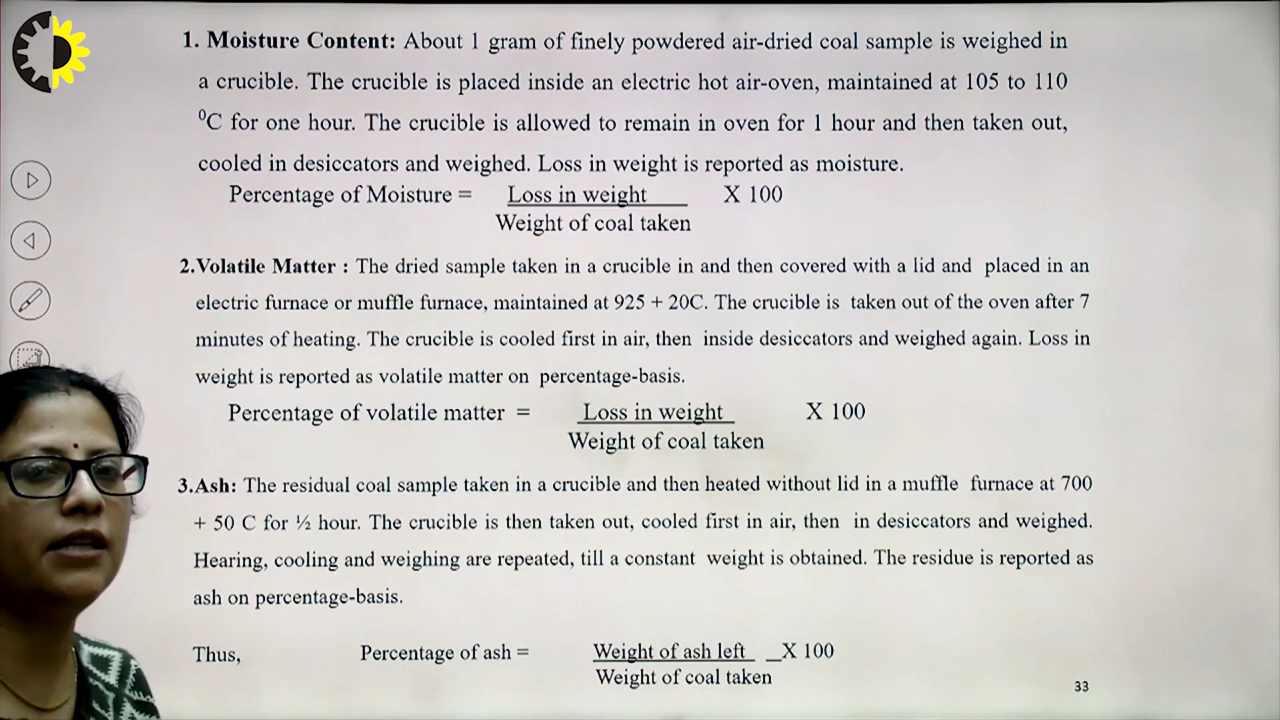 1. Moisture Content: About 1 gram of finely powdered air-dried coal sample is weighed in
a crucible. The crucible is placed inside an electric hot air-oven, maintained at 105 to 110
⁰C for one hour. The crucible is allowed to remain in oven for 1 hour and then taken out,
cooled in desiccators and weighed. Loss in weight is reported as moisture.
Percentage of Moisture = Loss in weight X 100
Weight of coal taken
2.Volatile Matter : The dried sample taken in a crucible in and then covered with a lid and placed in an
electric furnace or muffle furnace, maintained at 925 + 20C. The crucible is taken out of the oven after 7
minutes of heating. The crucible is cooled first in air, then inside desiccators and weighed again. Loss in
weight is reported as volatile matter on percentage-basis.
Percentage of volatile matter = Loss in weight X 100
Weight of coal taken
3.Ash: The residual coal sample taken in a crucible and then heated without lid in a muffle furnace at 700
+ 50 C for ½ hour. The crucible is then taken out, cooled first in air, then in desiccators and weighed.
Hearing, cooling and weighing are repeated, till a constant weight is obtained. The residue is reported as
ash on percentage-basis.
Thus, Percentage of ash = Weight of ash left _X 100
Weight of coal taken
33